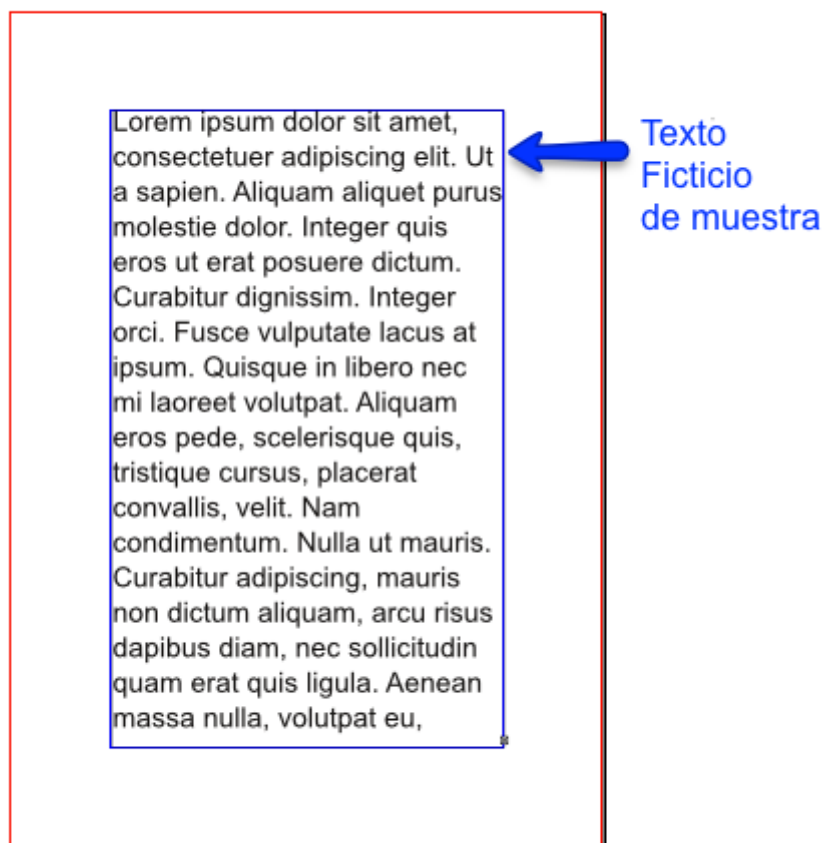 Lorem ipsum dolor sit amet,
consectetuer adipiscing elit. Ut
a sapien. Aliquam aliquet purus
molestie dolor. Integer quis
eros ut erat posuere dictum.
Curabitur dignissim. Integer
orci. Fusce vulputate lacus at
ipsum. Quisque in libero nec
mi laoreet volutpat. Aliquam
eros pede, scelerisque quis,
tristique cursus, placerat
convallis, velit. Nam
condimentum. Nulla ut mauris.
Curabitur adipiscing, mauris
non dictum aliquam, arcu risus
dapibus diam, nec sollicitudin
quam erat quis ligula. Aenean
massa nulla, volutpat eu,
Texto
Ficticio
de muestra